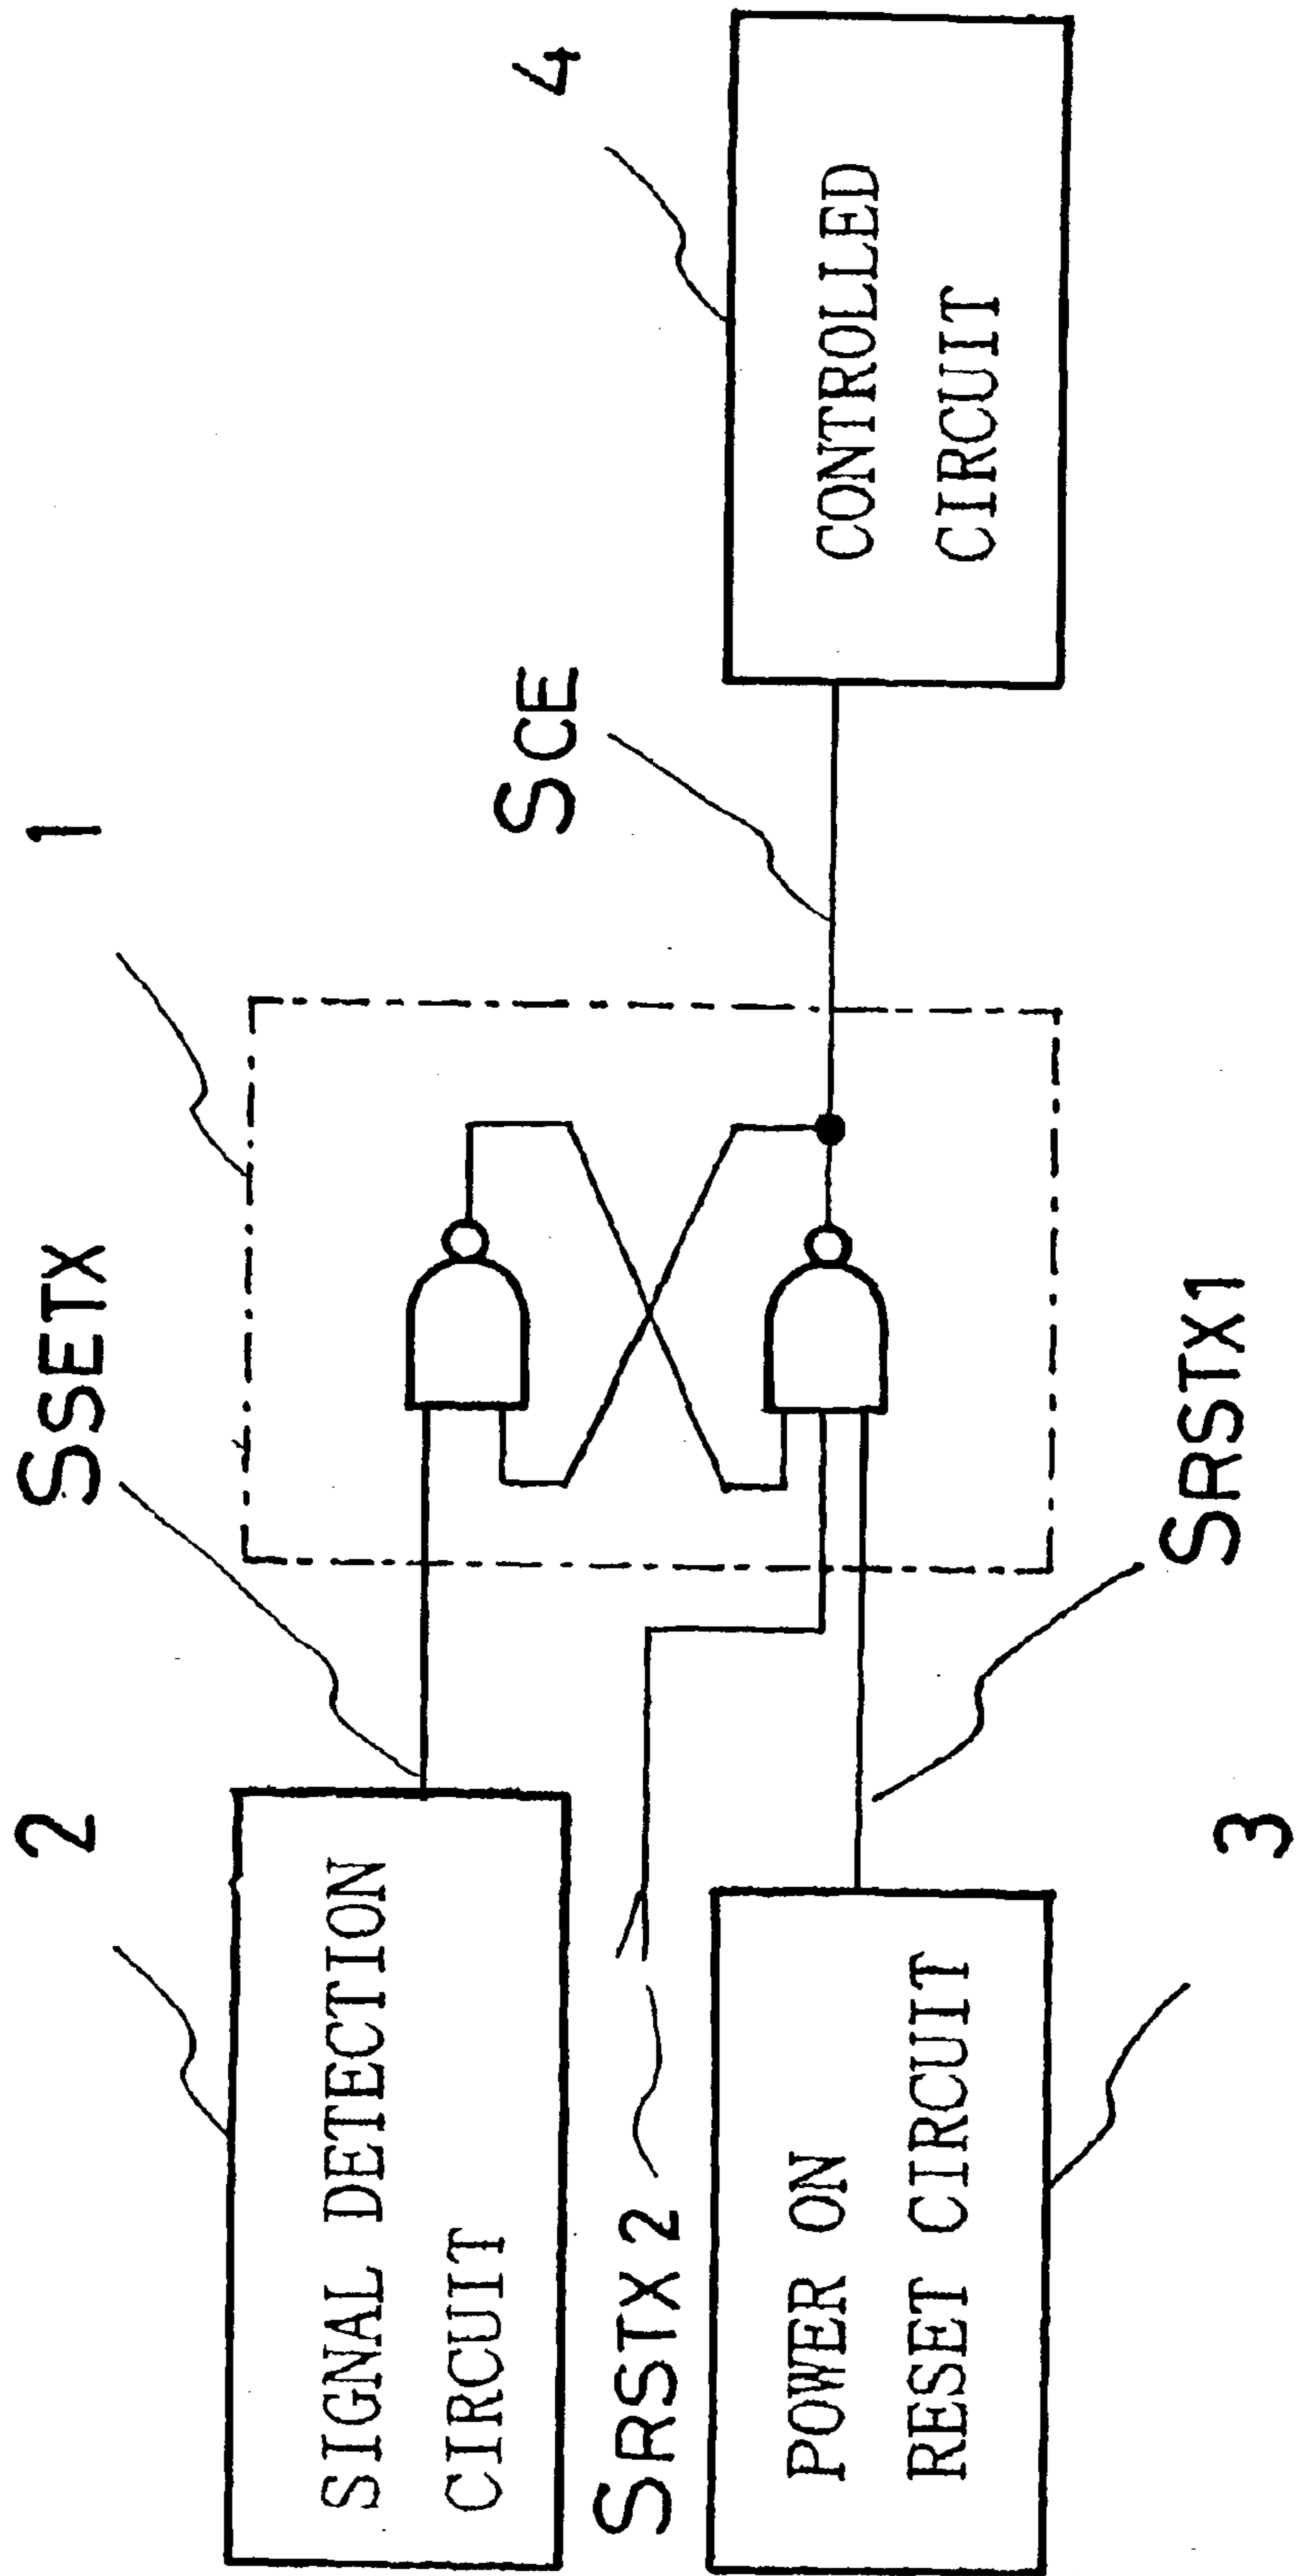 2
SSETX
1
SIGNAL DETECTION
CIRCUIT
SCE
4
SRSTX2
CONTROLLED
CIRCUIT
POWER ON
RESET CIRCUIT
SRSTX1
3